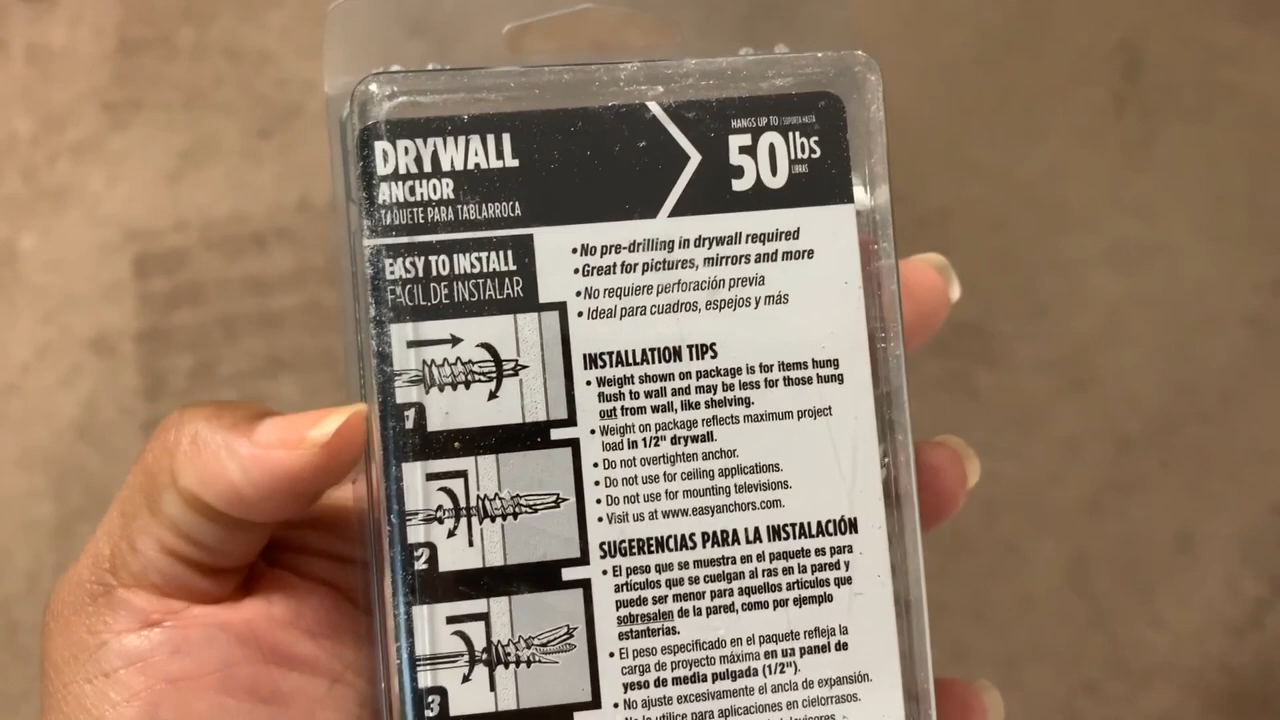 DRYWALL
ANCHOR
TAQUETE PARA TABLARROCA
HANGS UP TO / SOPORTA HASTA
50 lbs
LIBRAS
EASY TO INSTALL
FÁCIL DE INSTALAR
• No pre-drilling in drywall required
• Great for pictures, mirrors and more
• No requiere perforación previa
• Ideal para cuadros, espejos y más
1
2
3
INSTALLATION TIPS
• Weight shown on package is for items hung
flush to wall and may be less for those hung
out from wall, like shelving.
• Weight on package reflects maximum project
load in 1/2" drywall.
• Do not overtighten anchor.
• Do not use for ceiling applications.
• Do not use for mounting televisions.
• Visit us at www.easyanchors.com.
SUGERENCIAS PARA LA INSTALACIÓN
• El peso que se muestra en el paquete es para
artículos que se cuelgan al ras en la pared y
puede ser menor para aquellos artículos que
sobresalen de la pared, como por ejemplo
estanterías.
• El peso especificado en el paquete refleja la
carga de proyecto máxima en un panel de
yeso de media pulgada (1/2").
• No ajuste excesivamente el ancla de expansión.
• No lo utilice para aplicaciones en cielorrasos.
televisores.